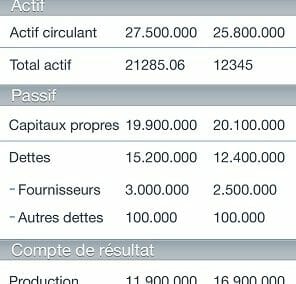 Actif
Actif circulant 27.500.000 25.800.000
Total actif 21285.06 12345
Passif
Capitaux propres 19.900.000 20.100.000
Dettes 15.200.000 12.400.000
- Fournisseurs 3.000.000 2.500.000
- Autres dettes 100.000 100.000
Compte de résultat
Production 11.900.000 16.900.000